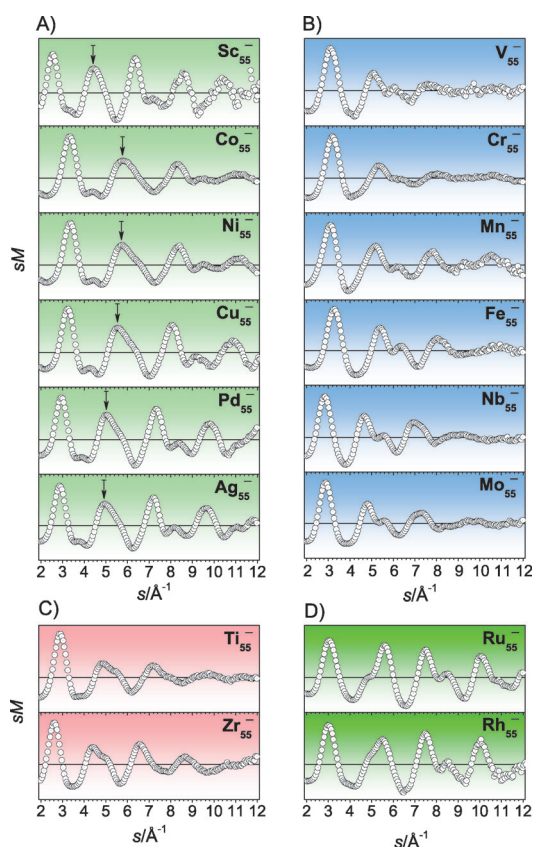 A)
Sc55−
Co55−
Ni55−
Cu55−
Pd55−
Ag55−
sM
2 3 4 5 6 7 8 9 10 11 12
s/Å-1
B)
V55−
Cr55−
Mn55−
Fe55−
Nb55−
Mo55−
2 3 4 5 6 7 8 9 10 11 12
s/Å-1
C)
Ti55−
Zr55−
sM
2 3 4 5 6 7 8 9 10 11 12
s/Å-1
D)
Ru55−
Rh55−
2 3 4 5 6 7 8 9 10 11 12
s/Å-1